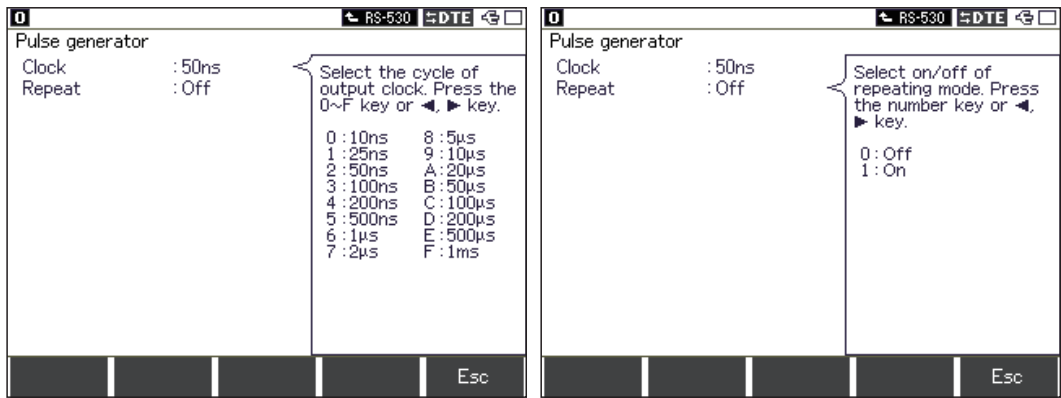 0 RS-530 DTE
Pulse generator
Clock :50ns
Repeat :Off
Select the cycle of
output clock. Press the
0~F key or ◀, ▶ key.
0:10ns 8:5µs
1:25ns 9:10µs
2:50ns A:20µs
3:100ns B:50µs
4:200ns C:100µs
5:500ns D:200µs
6:1µs E:500µs
7:2µs F:1ms
Esc
0 RS-530 DTE
Pulse generator
Clock :50ns
Repeat :Off
Select on/off of
repeating mode. Press
the number key or ◀,
▶ key.
0:Off
1:On
Esc